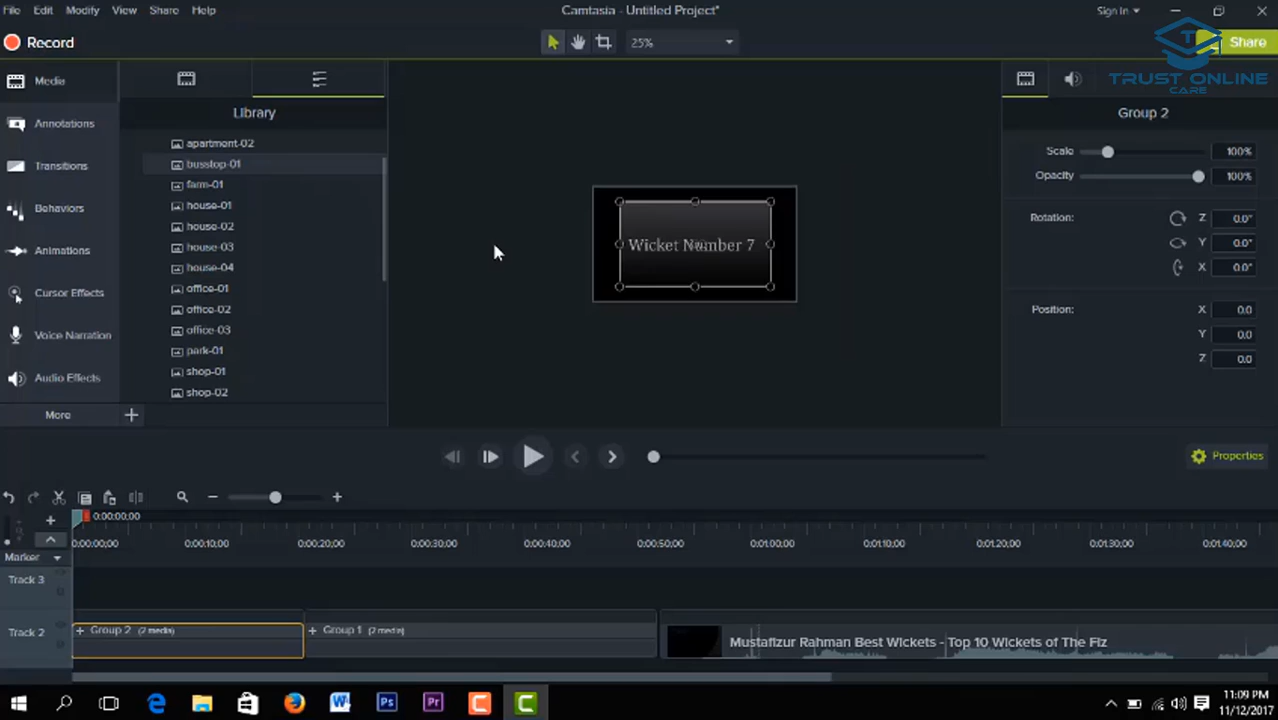 File Edit Modify View Share Help
Camtasia - Untitled Project*
Sign In
Record
25%
Share
TRUST ONLINE
CARE
Media
Annotations
Transitions
Behaviors
Animations
Cursor Effects
Voice Narration
Audio Effects
More
Library
apartment-02
busstop-01
farm-01
house-01
house-02
house-03
house-04
office-01
office-02
office-03
park-01
shop-01
shop-02
Wicket Number 7
Group 2
Scale 100%
Opacity 100%
Rotation: Z 0.0°
Y 0.0°
X 0.0°
Position: X 0.0
Y 0.0
Z 0.0
Properties
0:00:00;00
0:00:00;00 0:00:10;00 0:00:20;00 0:00:30;00 0:00:40;00 0:00:50;00 0:01:00;00 0:01:10;00 0:01:20;00 0:01:30;00 0:01:40;00
Marker
Track 3
Track 2
+ Group 2 (2 media)
+ Group 1 (2 media)
Mustafizur Rahman Best Wickets - Top 10 Wickets of The Fiz
11:09 PM
11/12/2017